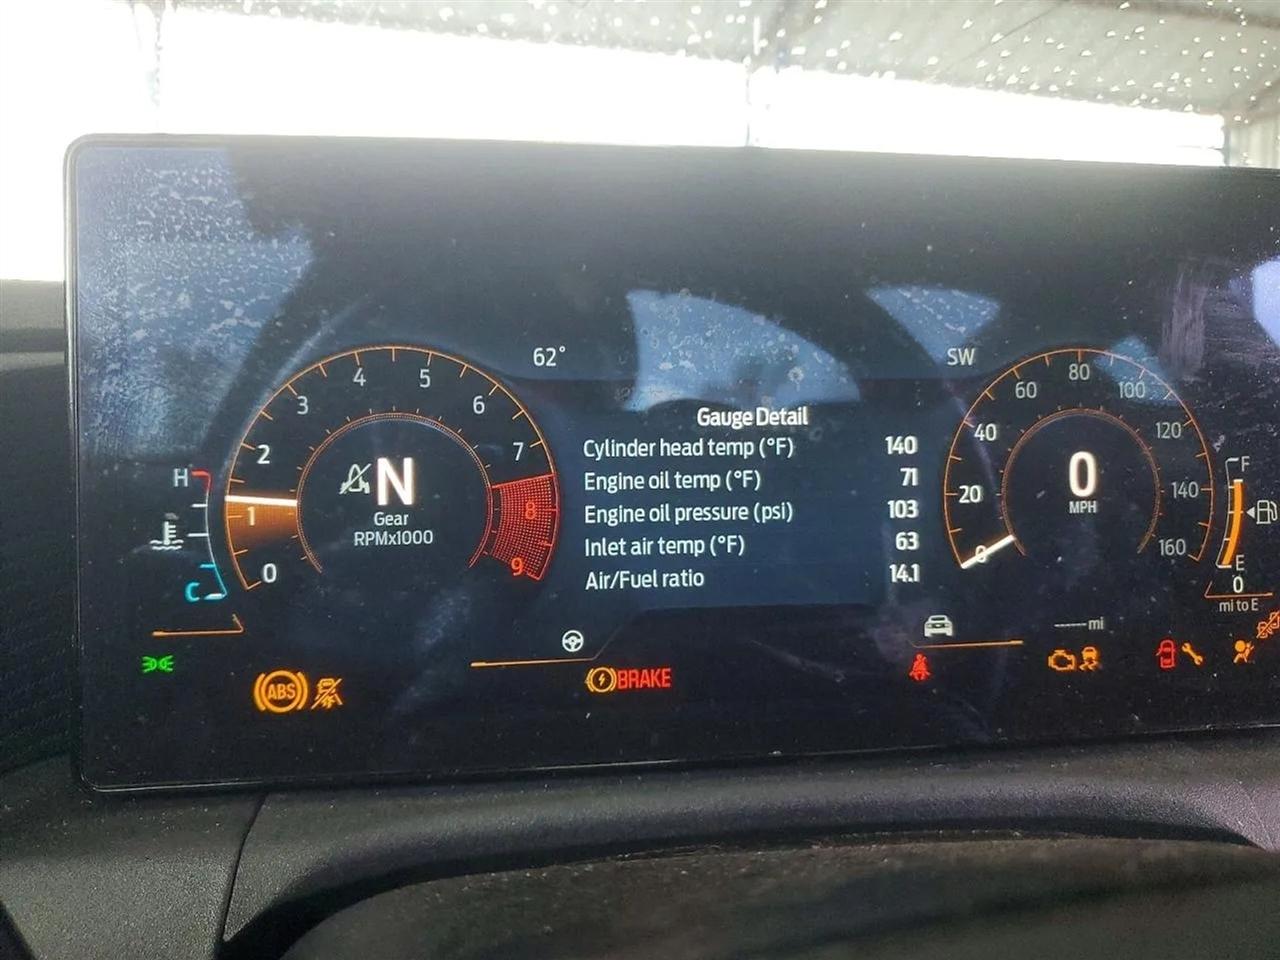 62°
SW
Gauge Detail
Cylinder head temp (°F) 140
Engine oil temp (°F) 71
Engine oil pressure (psi) 103
Inlet air temp (°F) 63
Air/Fuel ratio 14.1
0
1
2
3
4
5
6
7
8
9
N
Gear
RPMx1000
H
C
0
20
40
60
80
100
120
140
160
0
MPH
F
E
0
mi to E
-----mi
ABS
BRAKE